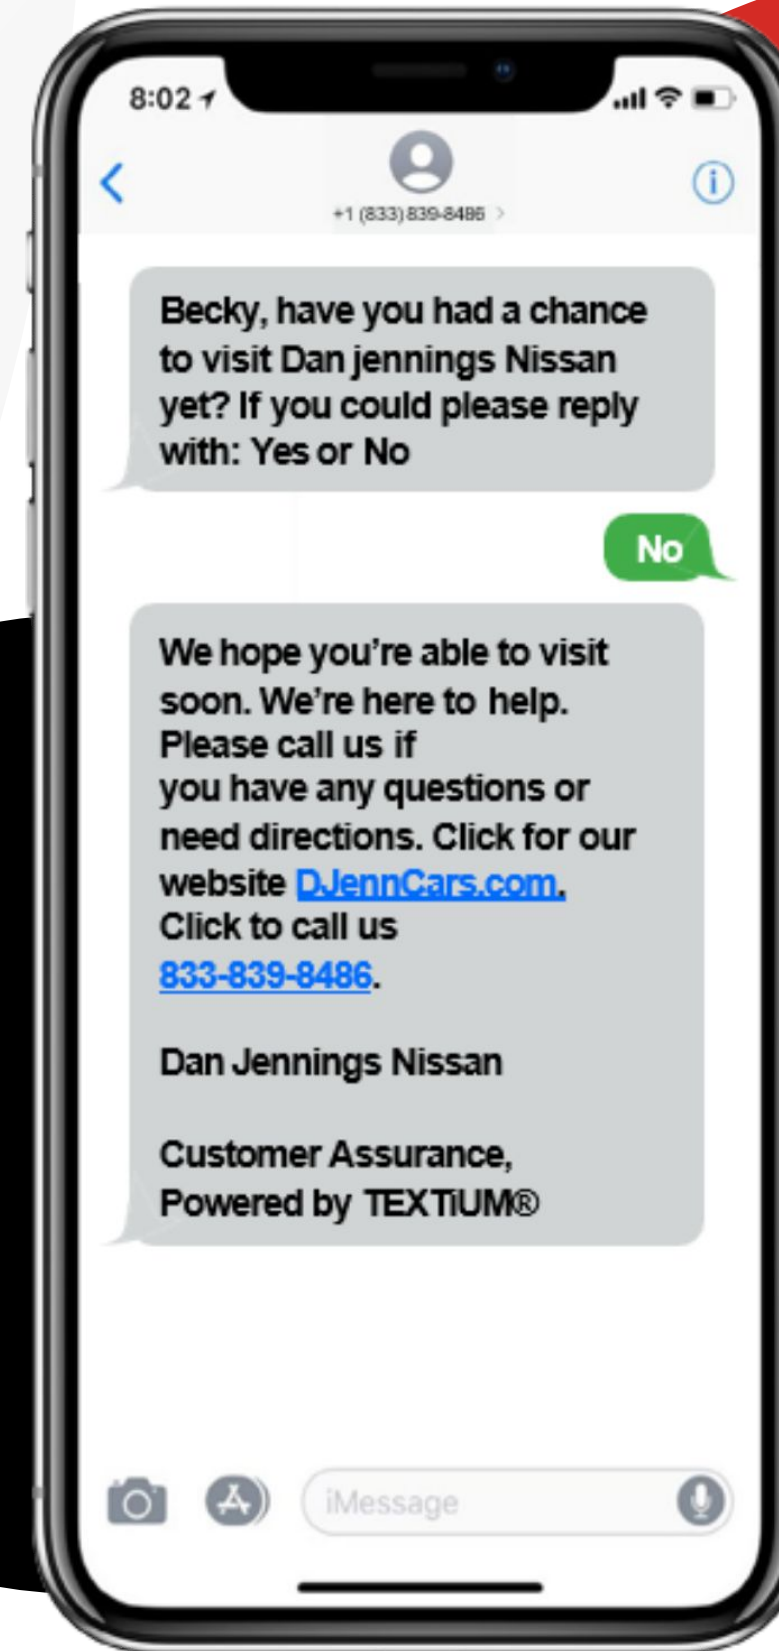 8:02
+1 (833) 839-8486
Becky, have you had a chance
to visit Dan jennings Nissan
yet? If you could please reply
with: Yes or No
No
We hope you're able to visit
soon. We're here to help.
Please call us if
you have any questions or
need directions. Click for our
website DJennCars.com.
Click to call us
833-839-8486.
Dan Jennings Nissan
Customer Assurance,
Powered by TEXTiUM®
iMessage